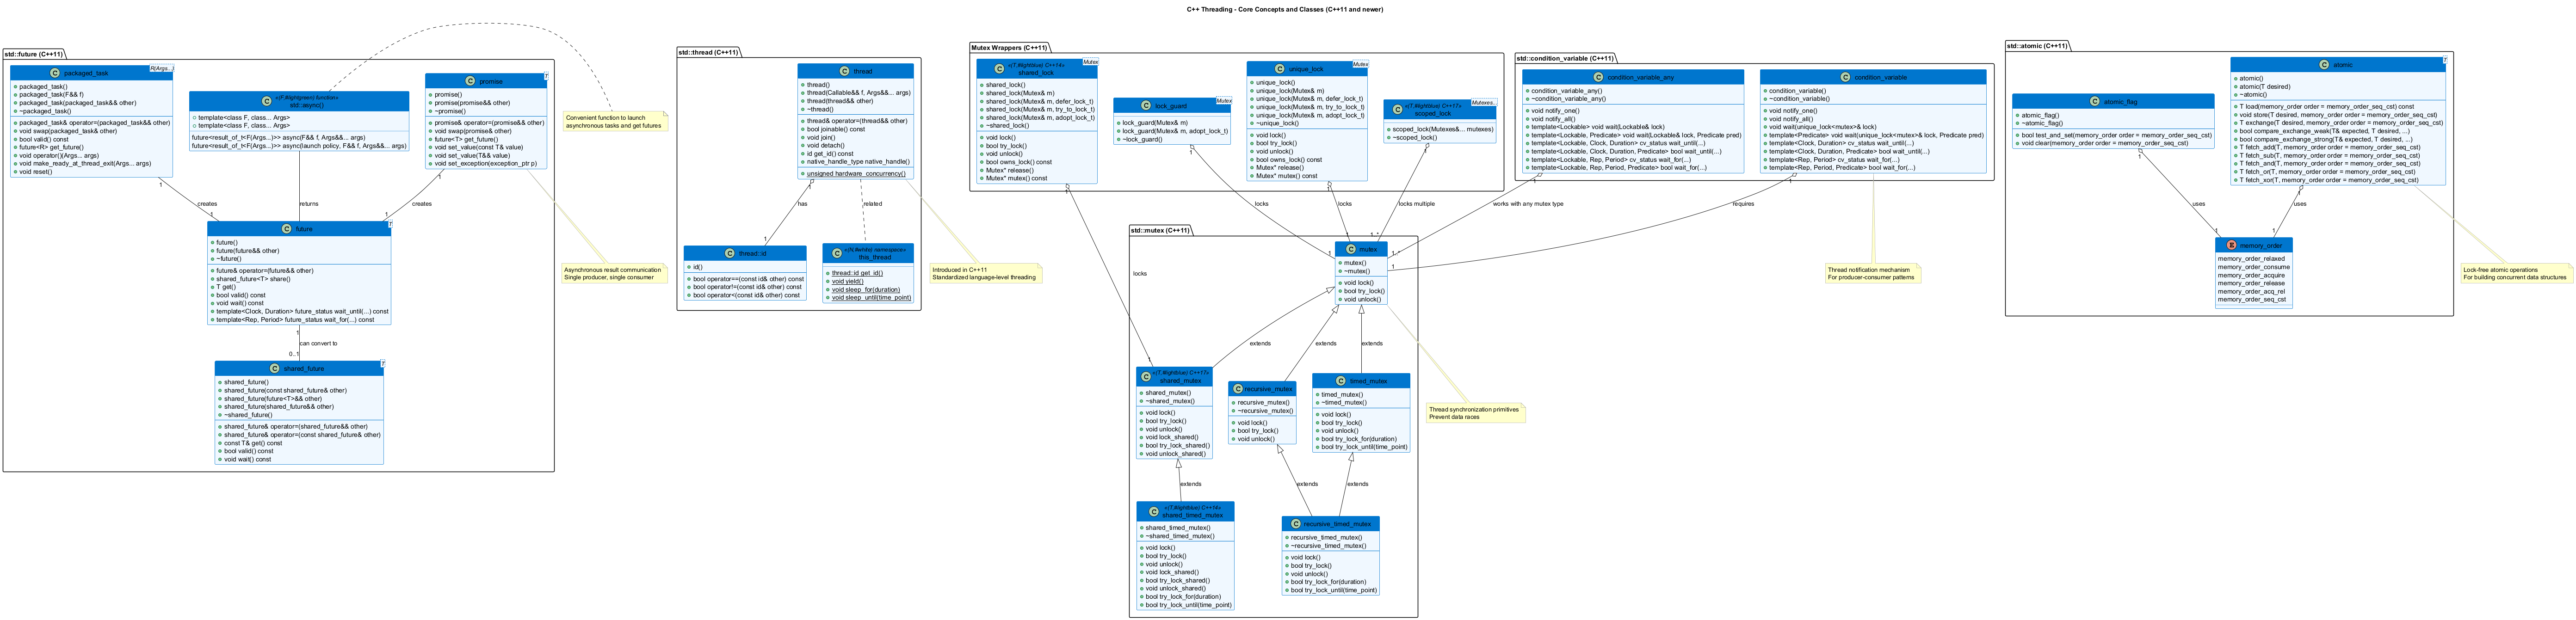 C++ Threading - Core Concepts and Classes (C++11 and newer)
std::future (C++11)
packaged_task
R(Args...)
packaged_task()
packaged_task(F&& f)
packaged_task(packaged_task&& other)
~packaged_task()
packaged_task& operator=(packaged_task&& other)
void swap(packaged_task& other)
bool valid() const
future<R> get_future()
void operator()(Args... args)
void make_ready_at_thread_exit(Args... args)
void reset()
«(F,#lightgreen) function»
std::async()
template<class F, class... Args>
template<class F, class... Args>
future<result_of_t<F(Args...)>> async(F&& f, Args&&... args)
future<result_of_t<F(Args...)>> async(launch policy, F&& f, Args&&... args)
promise
T
promise()
promise(promise&& other)
~promise()
promise& operator=(promise&& other)
void swap(promise& other)
future<T> get_future()
void set_value(const T& value)
void set_value(T&& value)
void set_exception(exception_ptr p)
Convenient function to launch
asynchronous tasks and get futures
1
creates
1
returns
1
creates
1
future
T
future()
future(future&& other)
~future()
future& operator=(future&& other)
shared_future<T> share()
T get()
bool valid() const
void wait() const
template<Clock, Duration> future_status wait_until(...) const
template<Rep, Period> future_status wait_for(...) const
Asynchronous result communication
Single producer, single consumer
1
can convert to
0..1
shared_future
T
shared_future()
shared_future(const shared_future& other)
shared_future(future<T>&& other)
shared_future(shared_future&& other)
~shared_future()
shared_future& operator=(shared_future&& other)
shared_future& operator=(const shared_future& other)
const T& get() const
bool valid() const
void wait() const
std::thread (C++11)
thread
thread()
thread(Callable&& f, Args&&... args)
thread(thread&& other)
~thread()
thread& operator=(thread&& other)
bool joinable() const
void join()
void detach()
id get_id() const
native_handle_type native_handle()
unsigned hardware_concurrency()
1
has
1
related
thread::id
id()
bool operator==(const id& other) const
bool operator!=(const id& other) const
bool operator<(const id& other) const
this_thread
thread::id get_id()
void yield()
void sleep_for(duration)
void sleep_until(time_point)
Introduced in C++11
Standardized language-level threading
Mutex Wrappers (C++11)
«(T,#lightblue) C++14»
shared_lock
Mutex
shared_lock()
shared_lock(Mutex& m)
shared_lock(Mutex& m, defer_lock_t)
shared_lock(Mutex& m, try_to_lock_t)
shared_lock(Mutex& m, adopt_lock_t)
~shared_lock()
void lock()
bool try_lock()
void unlock()
bool owns_lock() const
Mutex* release()
Mutex* mutex() const
lock_guard
Mutex
lock_guard(Mutex& m)
lock_guard(Mutex& m, adopt_lock_t)
~lock_guard()
unique_lock
Mutex
unique_lock()
unique_lock(Mutex& m)
unique_lock(Mutex& m, defer_lock_t)
unique_lock(Mutex& m, try_to_lock_t)
unique_lock(Mutex& m, adopt_lock_t)
~unique_lock()
void lock()
bool try_lock()
void unlock()
bool owns_lock() const
Mutex* release()
Mutex* mutex() const
«(T,#lightblue) C++17»
scoped_lock
Mutexes...
scoped_lock(Mutexes&... mutexes)
~scoped_lock()
1
locks
1
1
locks
1
1
locks
1
1
locks multiple
1..*
std::condition_variable (C++11)
condition_variable_any
condition_variable_any()
~condition_variable_any()
void notify_one()
void notify_all()
template<Lockable> void wait(Lockable& lock)
template<Lockable, Predicate> void wait(Lockable& lock, Predicate pred)
template<Lockable, Clock, Duration> cv_status wait_until(...)
template<Lockable, Clock, Duration, Predicate> bool wait_until(...)
template<Lockable, Rep, Period> cv_status wait_for(...)
template<Lockable, Rep, Period, Predicate> bool wait_for(...)
condition_variable
condition_variable()
~condition_variable()
void notify_one()
void notify_all()
void wait(unique_lock<mutex>& lock)
template<Predicate> void wait(unique_lock<mutex>& lock, Predicate pred)
template<Clock, Duration> cv_status wait_until(...)
template<Clock, Duration, Predicate> bool wait_until(...)
template<Rep, Period> cv_status wait_for(...)
template<Rep, Period, Predicate> bool wait_for(...)
1
works with any mutex type
1..*
1
requires
1
Thread notification mechanism
For producer-consumer patterns
std::mutex (C++11)
mutex
mutex()
~mutex()
void lock()
bool try_lock()
void unlock()
extends
extends
extends
Thread synchronization primitives
Prevent data races
«(T,#lightblue) C++17»
shared_mutex
shared_mutex()
~shared_mutex()
void lock()
bool try_lock()
void unlock()
void lock_shared()
bool try_lock_shared()
void unlock_shared()
recursive_mutex
recursive_mutex()
~recursive_mutex()
void lock()
bool try_lock()
void unlock()
timed_mutex
timed_mutex()
~timed_mutex()
void lock()
bool try_lock()
void unlock()
bool try_lock_for(duration)
bool try_lock_until(time_point)
extends
extends
extends
«(T,#lightblue) C++14»
shared_timed_mutex
shared_timed_mutex()
~shared_timed_mutex()
void lock()
bool try_lock()
void unlock()
void lock_shared()
bool try_lock_shared()
void unlock_shared()
bool try_lock_for(duration)
bool try_lock_until(time_point)
recursive_timed_mutex
recursive_timed_mutex()
~recursive_timed_mutex()
void lock()
bool try_lock()
void unlock()
bool try_lock_for(duration)
bool try_lock_until(time_point)
std::atomic (C++11)
atomic_flag
atomic_flag()
~atomic_flag()
bool test_and_set(memory_order order = memory_order_seq_cst)
void clear(memory_order order = memory_order_seq_cst)
atomic
T
atomic()
atomic(T desired)
~atomic()
T load(memory_order order = memory_order_seq_cst) const
void store(T desired, memory_order order = memory_order_seq_cst)
T exchange(T desired, memory_order order = memory_order_seq_cst)
bool compare_exchange_weak(T& expected, T desired, ...)
bool compare_exchange_strong(T& expected, T desired, ...)
T fetch_add(T, memory_order order = memory_order_seq_cst)
T fetch_sub(T, memory_order order = memory_order_seq_cst)
T fetch_and(T, memory_order order = memory_order_seq_cst)
T fetch_or(T, memory_order order = memory_order_seq_cst)
T fetch_xor(T, memory_order order = memory_order_seq_cst)
1
uses
1
1
uses
1
memory_order
memory_order_relaxed
memory_order_consume
memory_order_acquire
memory_order_release
memory_order_acq_rel
memory_order_seq_cst
Lock-free atomic operations
For building concurrent data structures